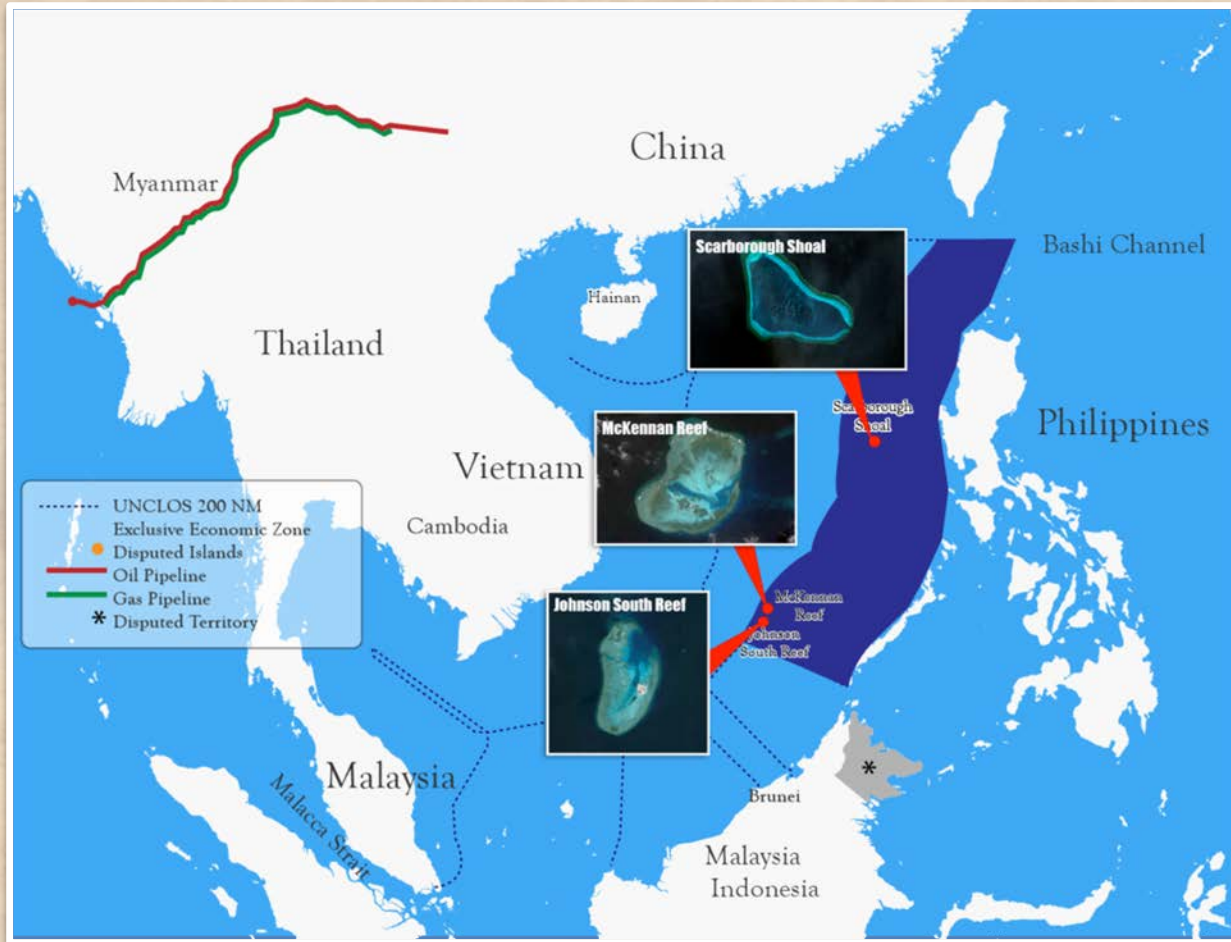 China
Myanmar
Scarborough Shoal
Bashi Channel
Hainan
Thailand
Scarborough
Shoal
McKennan Reef
Philippines
Vietnam
Cambodia
UNCLOS 200 NM
Exclusive Economic Zone
Disputed Islands
Oil Pipeline
Gas Pipeline
* Disputed Territory
Johnson South Reef
McKennan
Reef
Johnson
South Reef
Malaysia
Malacca Strait
*
Brunei
Malaysia
Indonesia